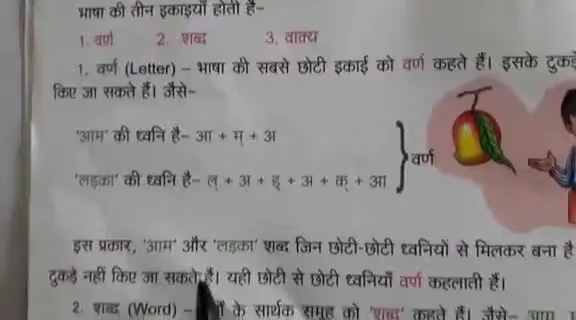 भाषा की तीन इकाइयाँ होती हैं–
1. वर्ण 2. शब्द 3. वाक्य
1. वर्ण (Letter) – भाषा की सबसे छोटी इकाई को वर्ण कहते हैं। इसके टुकड़े
किए जा सकते हैं। जैसे–
'आम' की ध्वनि है– आ + म् + अ
वर्ण
'लड़का' की ध्वनि है– ल् + अ + ड़् + अ + क् + आ
इस प्रकार, 'आम' और 'लड़का' शब्द जिन छोटी-छोटी ध्वनियों से मिलकर बना है
टुकड़े नहीं किए जा सकते हैं। यही छोटी से छोटी ध्वनियाँ वर्ण कहलाती हैं।
2. शब्द (Word) – के सार्थक समूह को 'शब्द' कहते हैं। जैसे– आम